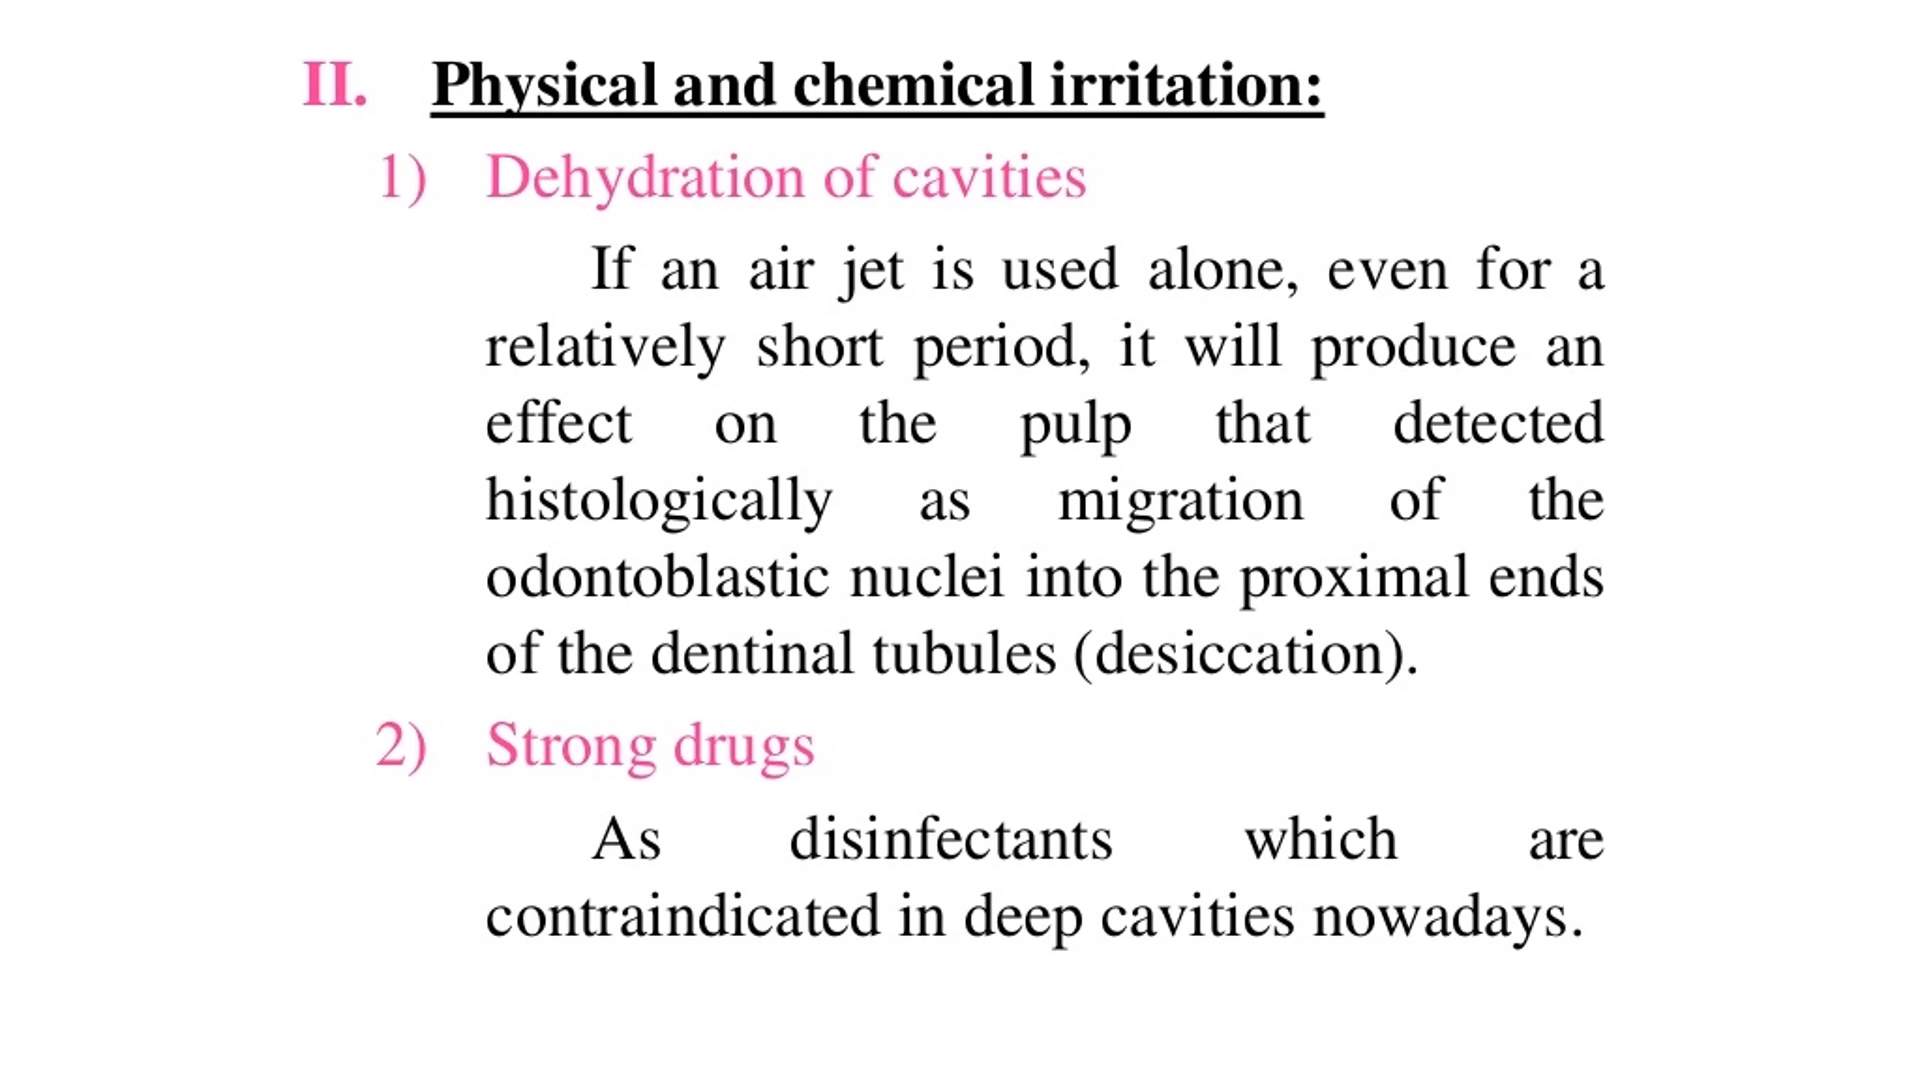 II. Physical and chemical irritation:
1) Dehydration of cavities
If an air jet is used alone, even for a
relatively short period, it will produce an
effect on the pulp that detected
histologically as migration of the
odontoblastic nuclei into the proximal ends
of the dentinal tubules (desiccation).
2) Strong drugs
As disinfectants which are
contraindicated in deep cavities nowadays.